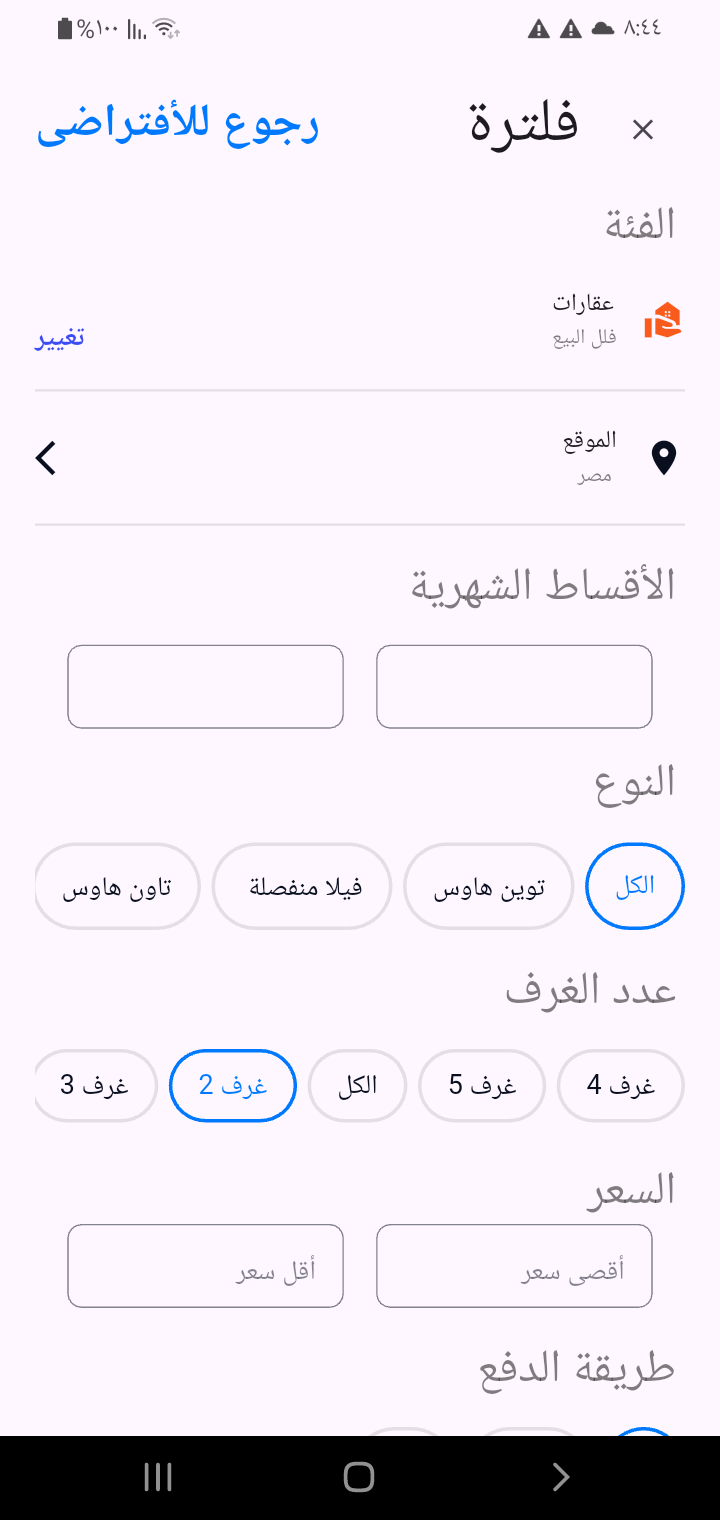 ٨:٤٤
%١٠٠
فلترة
رجوع للأفتراضى
الفئة
عقارات
فلل البيع
تغيير
الموقع
مصر
الأقساط الشهرية
النوع
الكل
توين هاوس
فيلا منفصلة
تاون هاوس
عدد الغرف
4 غرف
5 غرف
الكل
2 غرف
3 غرف
السعر
أقصى سعر
أقل سعر
طريقة الدفع